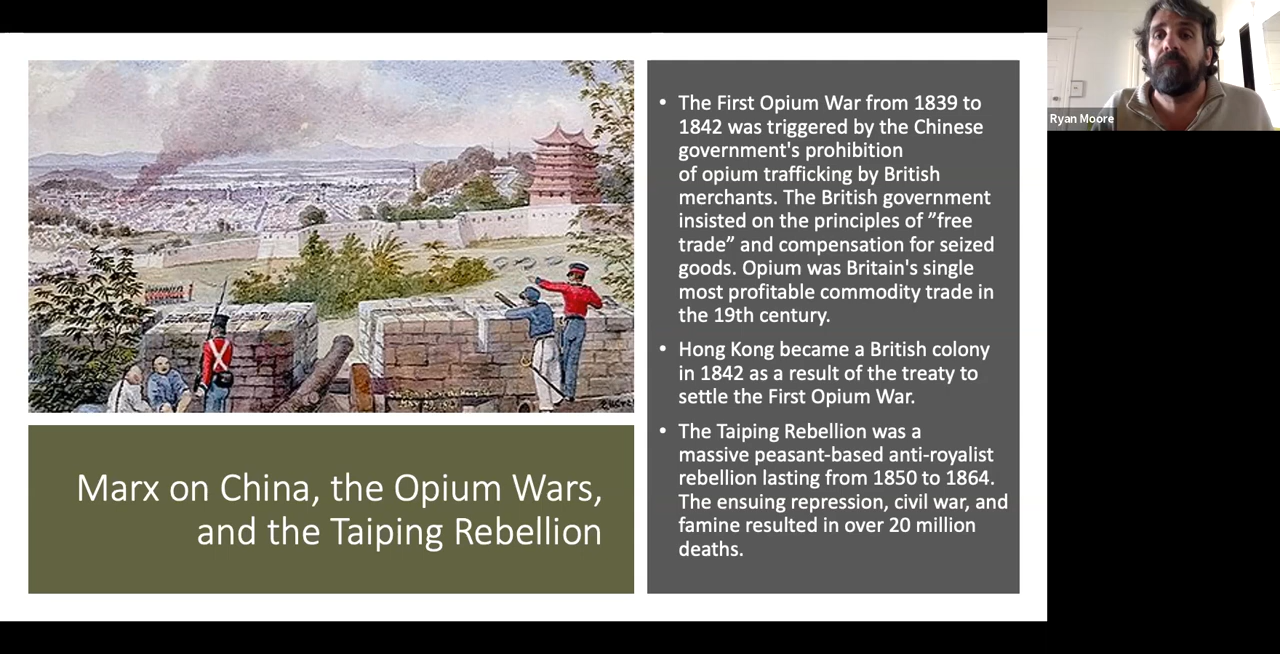 Marx on China, the Opium Wars,
and the Taiping Rebellion
• The First Opium War from 1839 to
1842 was triggered by the Chinese
government's prohibition
of opium trafficking by British
merchants. The British government
insisted on the principles of ”free
trade” and compensation for seized
goods. Opium was Britain's single
most profitable commodity trade in
the 19th century.
• Hong Kong became a British colony
in 1842 as a result of the treaty to
settle the First Opium War.
• The Taiping Rebellion was a
massive peasant-based anti-royalist
rebellion lasting from 1850 to 1864.
The ensuing repression, civil war, and
famine resulted in over 20 million
deaths.
Ryan Moore